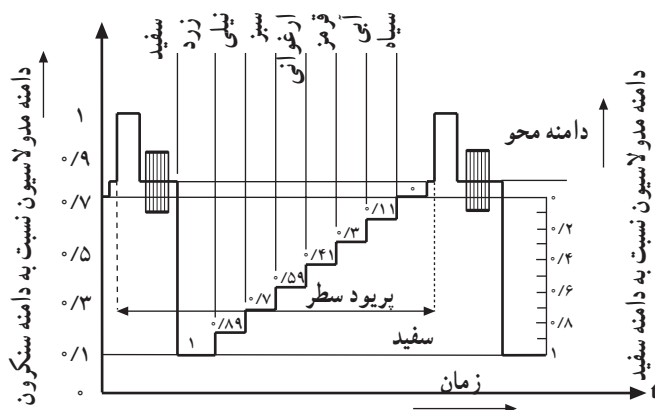 سفید
زرد
نیلی
سبز
ارغوانی
قرمز
آبی
سیاه
دامنه مدولاسیون نسبت به دامنه سنکرون
۱
۰/۹
۰/۷
۰/۵
۰/۳
۰/۱
۰
دامنه محو
دامنه مدولاسیون نسبت به دامنه سفید
۰
۰/۲
۰/۴
۰/۶
۰/۸
۱
۰
۰/۱۱
۰/۳
۰/۴۱
۰/۵۹
۰/۷
۰/۸۹
۱
پریود سطر
سفید
زمان
t